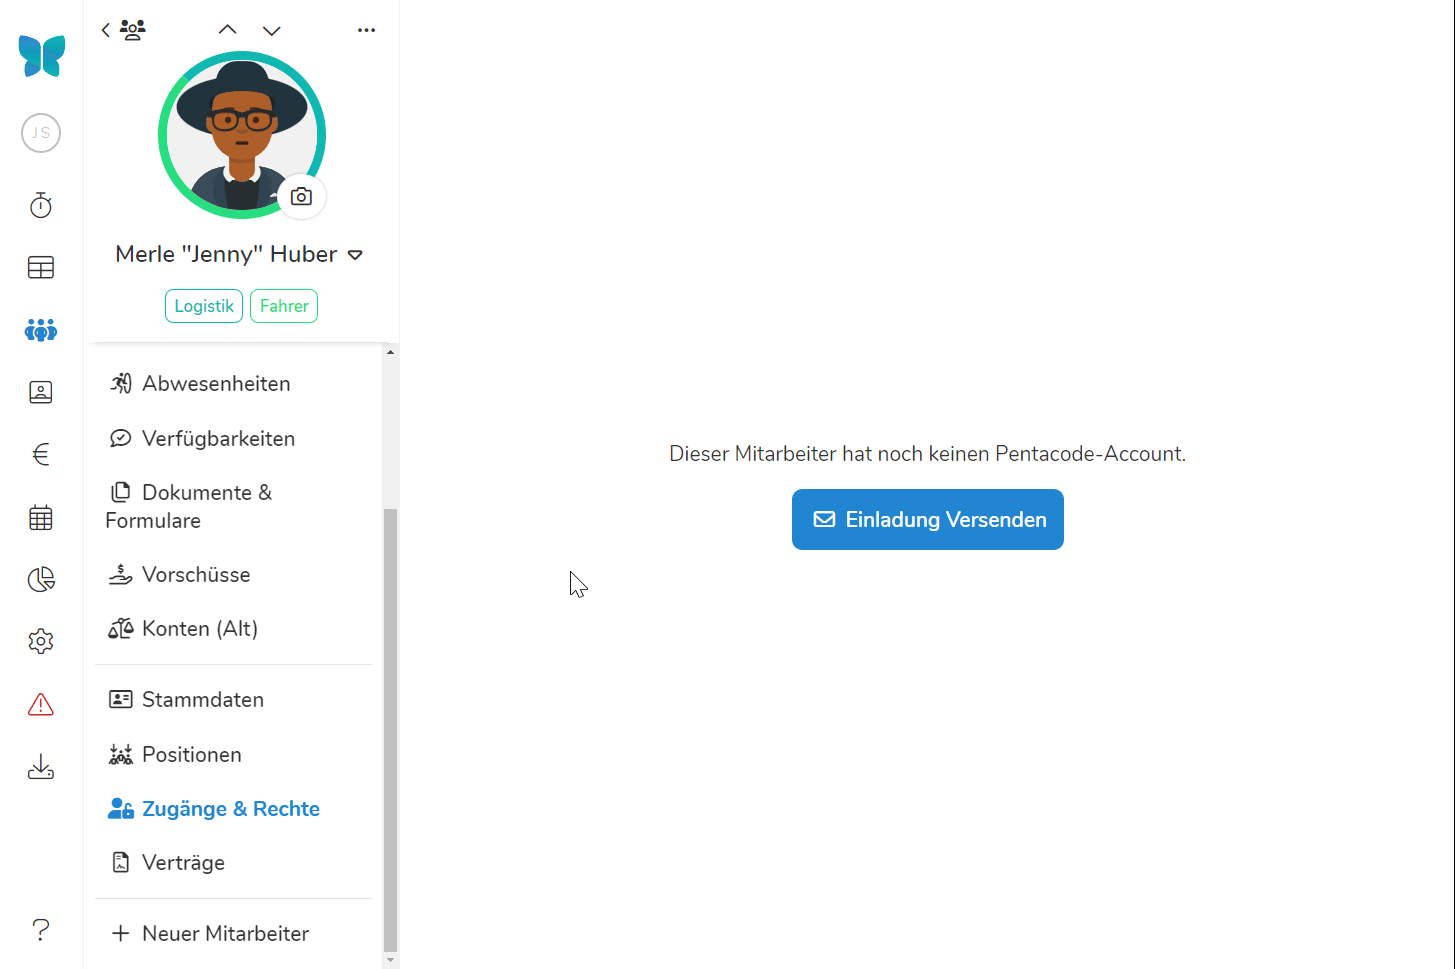 JS
Merle "Jenny" Huber
Logistik
Fahrer
Abwesenheiten
Verfügbarkeiten
Dokumente &
Formulare
Vorschüsse
Konten (Alt)
Stammdaten
Positionen
Zugänge & Rechte
Verträge
Neuer Mitarbeiter
Dieser Mitarbeiter hat noch keinen Pentacode-Account.
Einladung Versenden